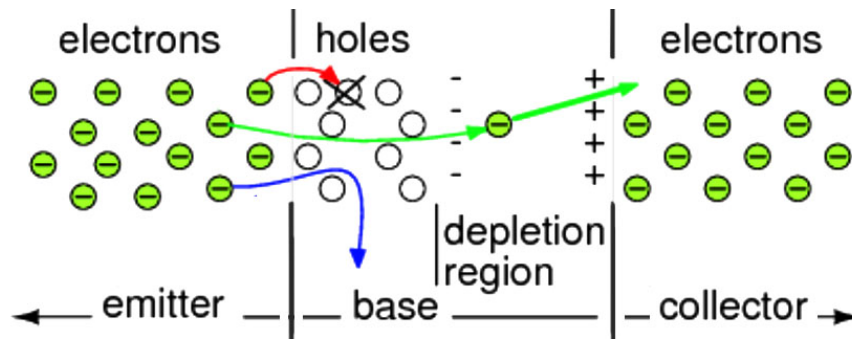 electrons holes electrons
depletion
region
emitter base collector